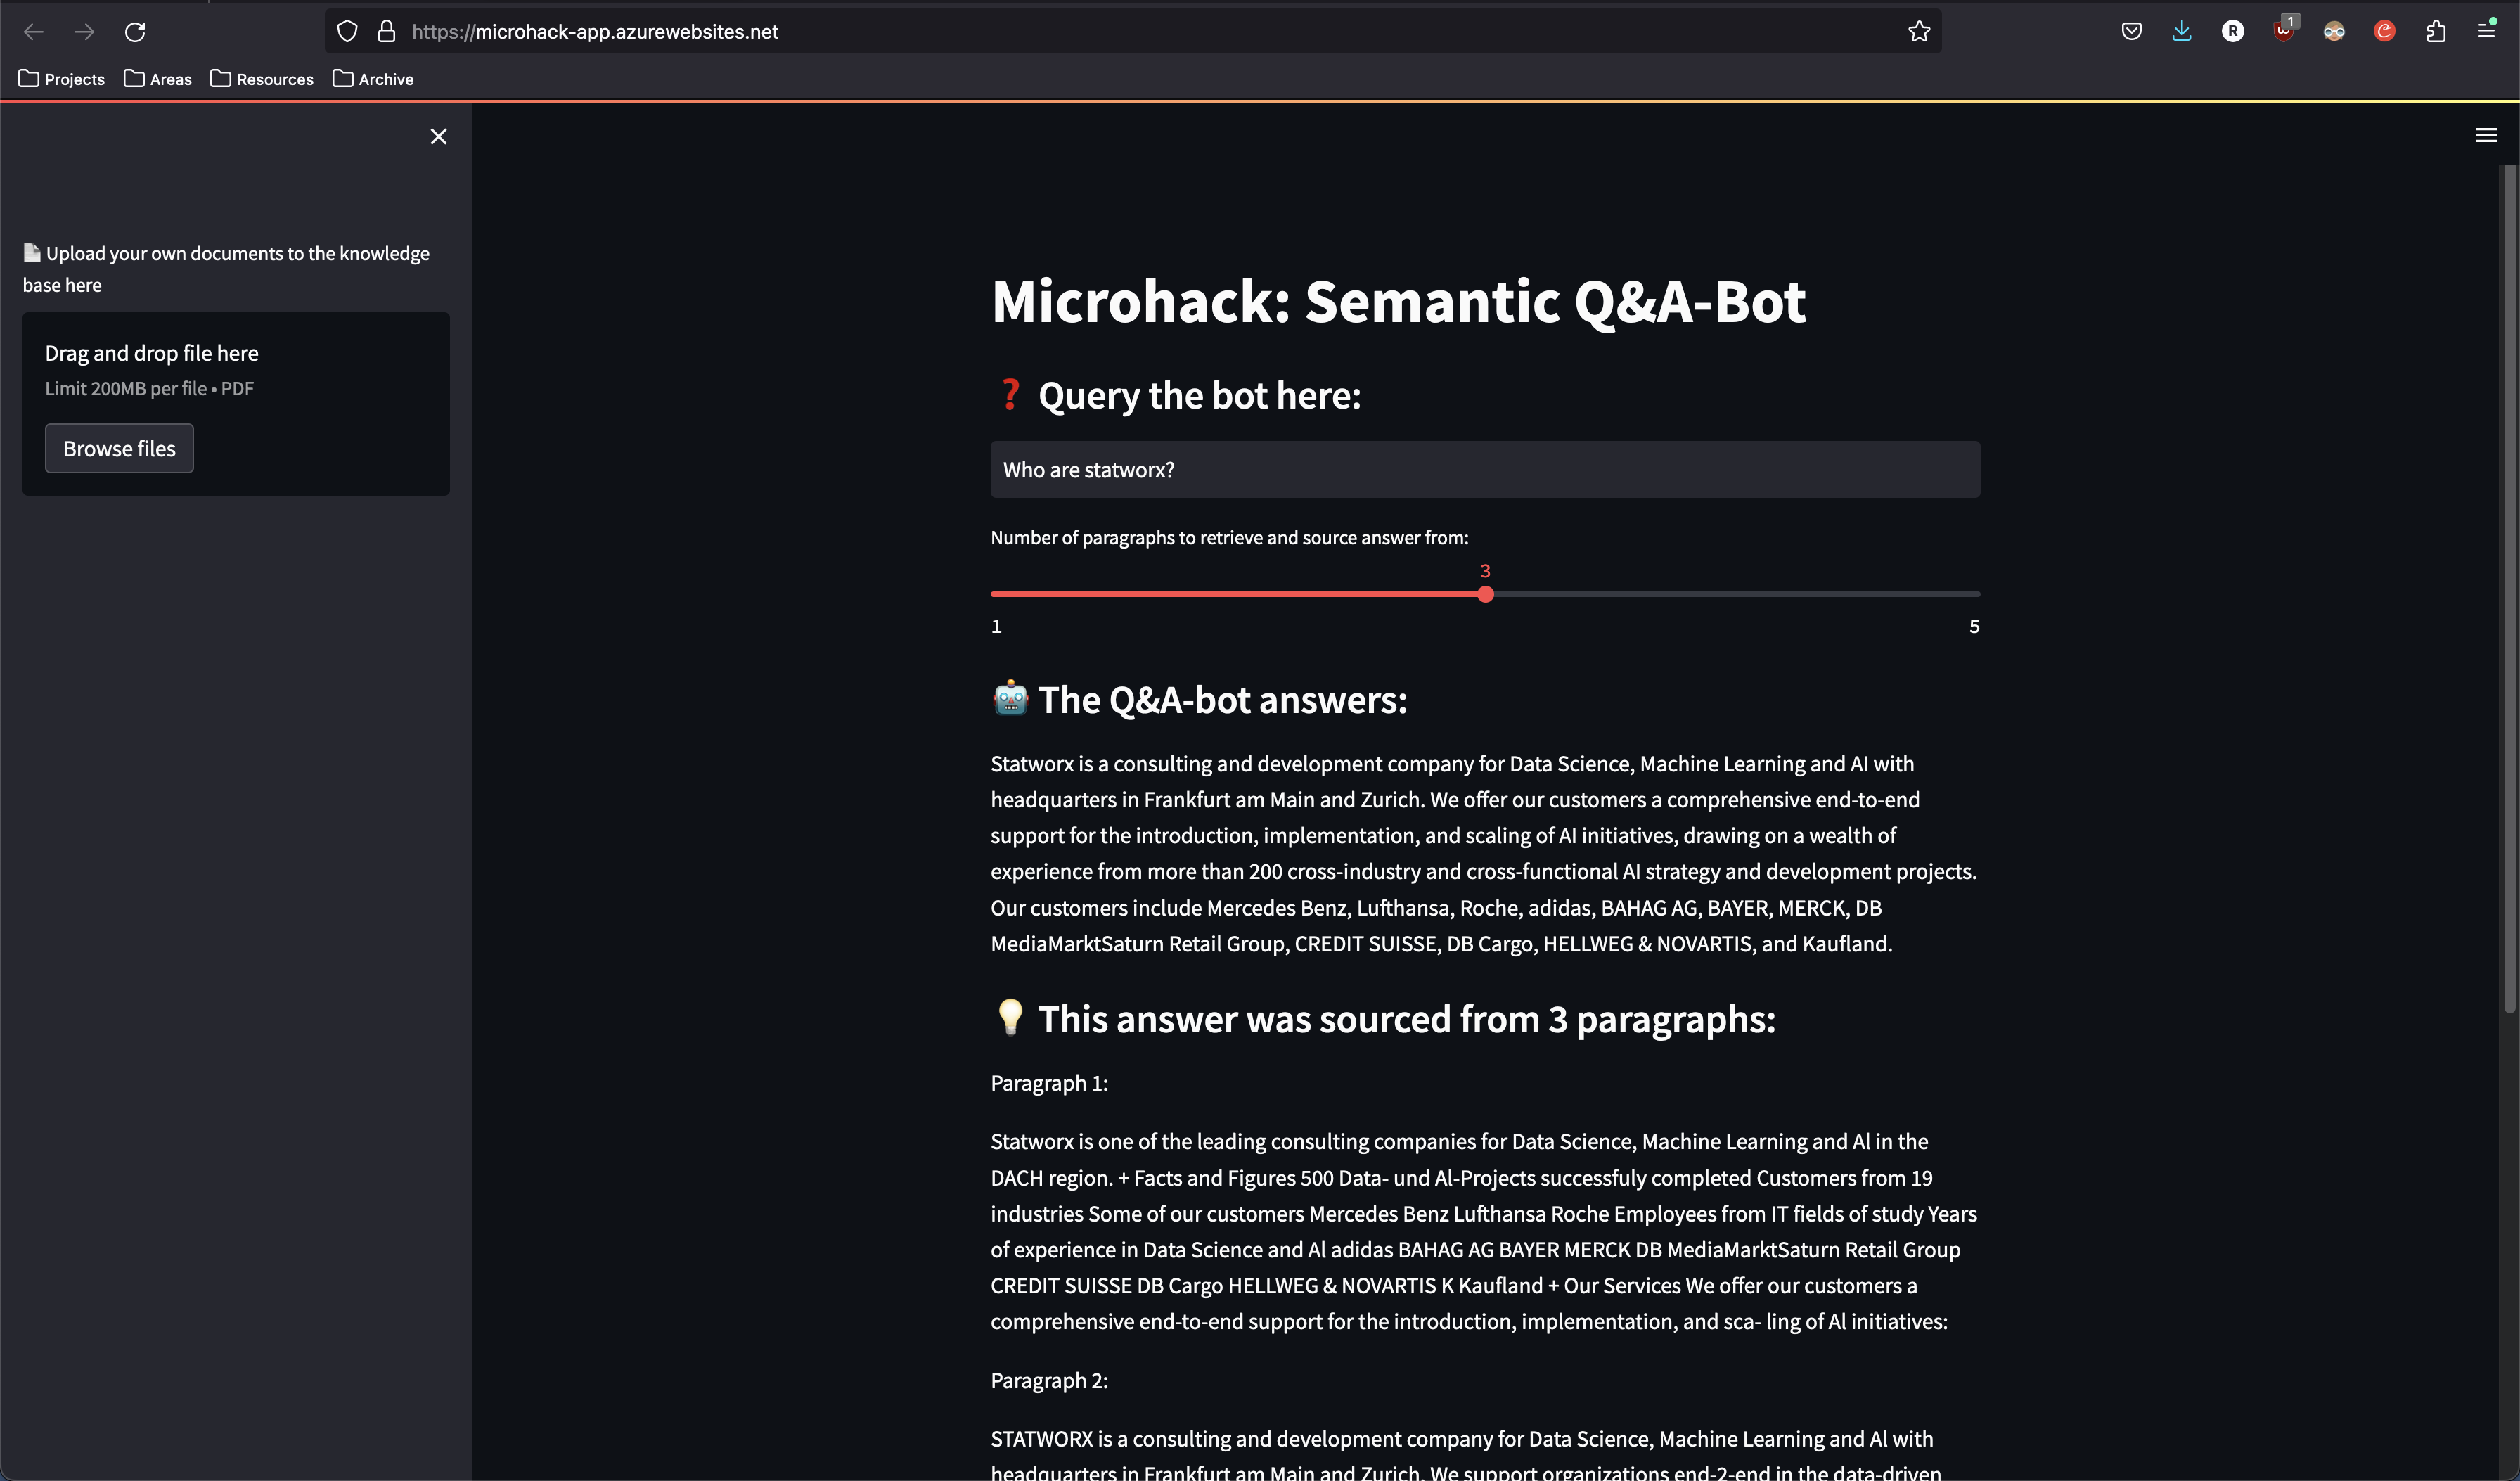 https://microhack-app.azurewebsites.net
R
1
Projects
Areas
Resources
Archive
Upload your own documents to the knowledge
base here
Drag and drop file here
Limit 200MB per file • PDF
Browse files
Microhack: Semantic Q&A-Bot
❓ Query the bot here:
Who are statworx?
Number of paragraphs to retrieve and source answer from:
3
1
5
The Q&A-bot answers:
Statworx is a consulting and development company for Data Science, Machine Learning and AI with
headquarters in Frankfurt am Main and Zurich. We offer our customers a comprehensive end-to-end
support for the introduction, implementation, and scaling of AI initiatives, drawing on a wealth of
experience from more than 200 cross-industry and cross-functional AI strategy and development projects.
Our customers include Mercedes Benz, Lufthansa, Roche, adidas, BAHAG AG, BAYER, MERCK, DB
MediaMarktSaturn Retail Group, CREDIT SUISSE, DB Cargo, HELLWEG & NOVARTIS, and Kaufland.
This answer was sourced from 3 paragraphs:
Paragraph 1:
Statworx is one of the leading consulting companies for Data Science, Machine Learning and Al in the
DACH region. + Facts and Figures 500 Data- und Al-Projects successfuly completed Customers from 19
industries Some of our customers Mercedes Benz Lufthansa Roche Employees from IT fields of study Years
of experience in Data Science and Al adidas BAHAG AG BAYER MERCK DB MediaMarktSaturn Retail Group
CREDIT SUISSE DB Cargo HELLWEG & NOVARTIS K Kaufland + Our Services We offer our customers a
comprehensive end-to-end support for the introduction, implementation, and sca- ling of Al initiatives:
Paragraph 2:
STATWORX is a consulting and development company for Data Science, Machine Learning and Al with
headquarters in Frankfurt am Main and Zurich. We support organizations end-2-end in the data-driven